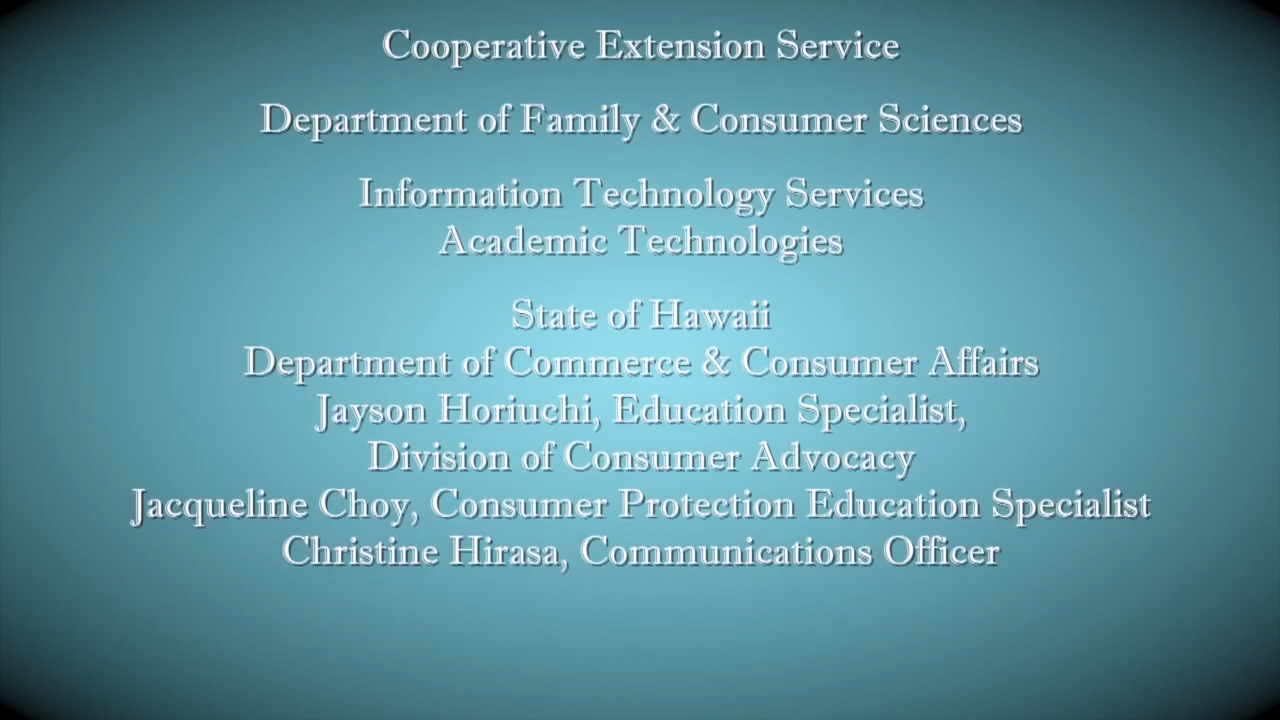 Cooperative Extension Service
Department of Family & Consumer Sciences
Information Technology Services
Academic Technologies
State of Hawaii
Department of Commerce & Consumer Affairs
Jayson Horiuchi, Education Specialist,
Division of Consumer Advocacy
Jacqueline Choy, Consumer Protection Education Specialist
Christine Hirasa, Communications Officer